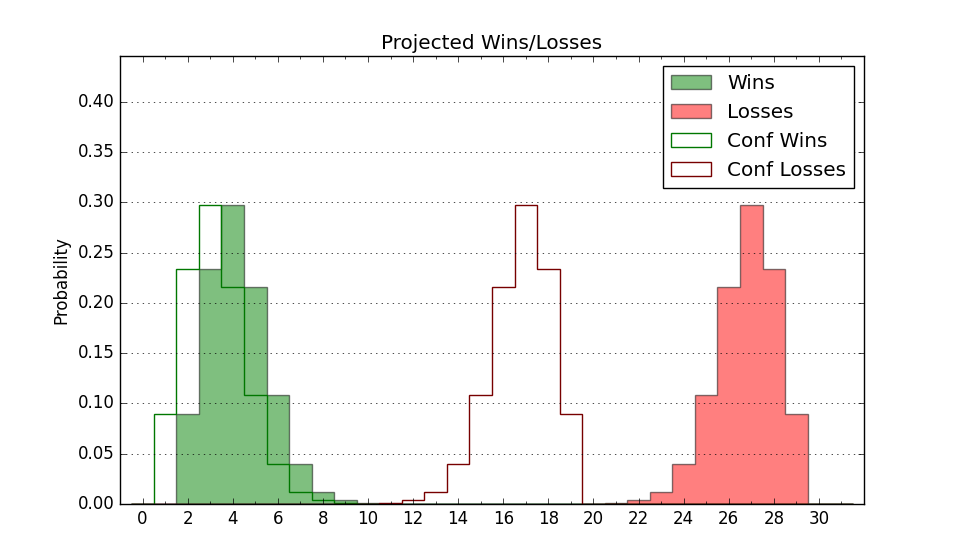 Projected Wins/Losses
Wins
Losses
Conf Wins
Conf Losses
Probability
0.40
0.35
0.30
0.25
0.20
0.15
0.10
0.05
0.00
0 2 4 6 8 10 12 14 16 18 20 22 24 26 28 30